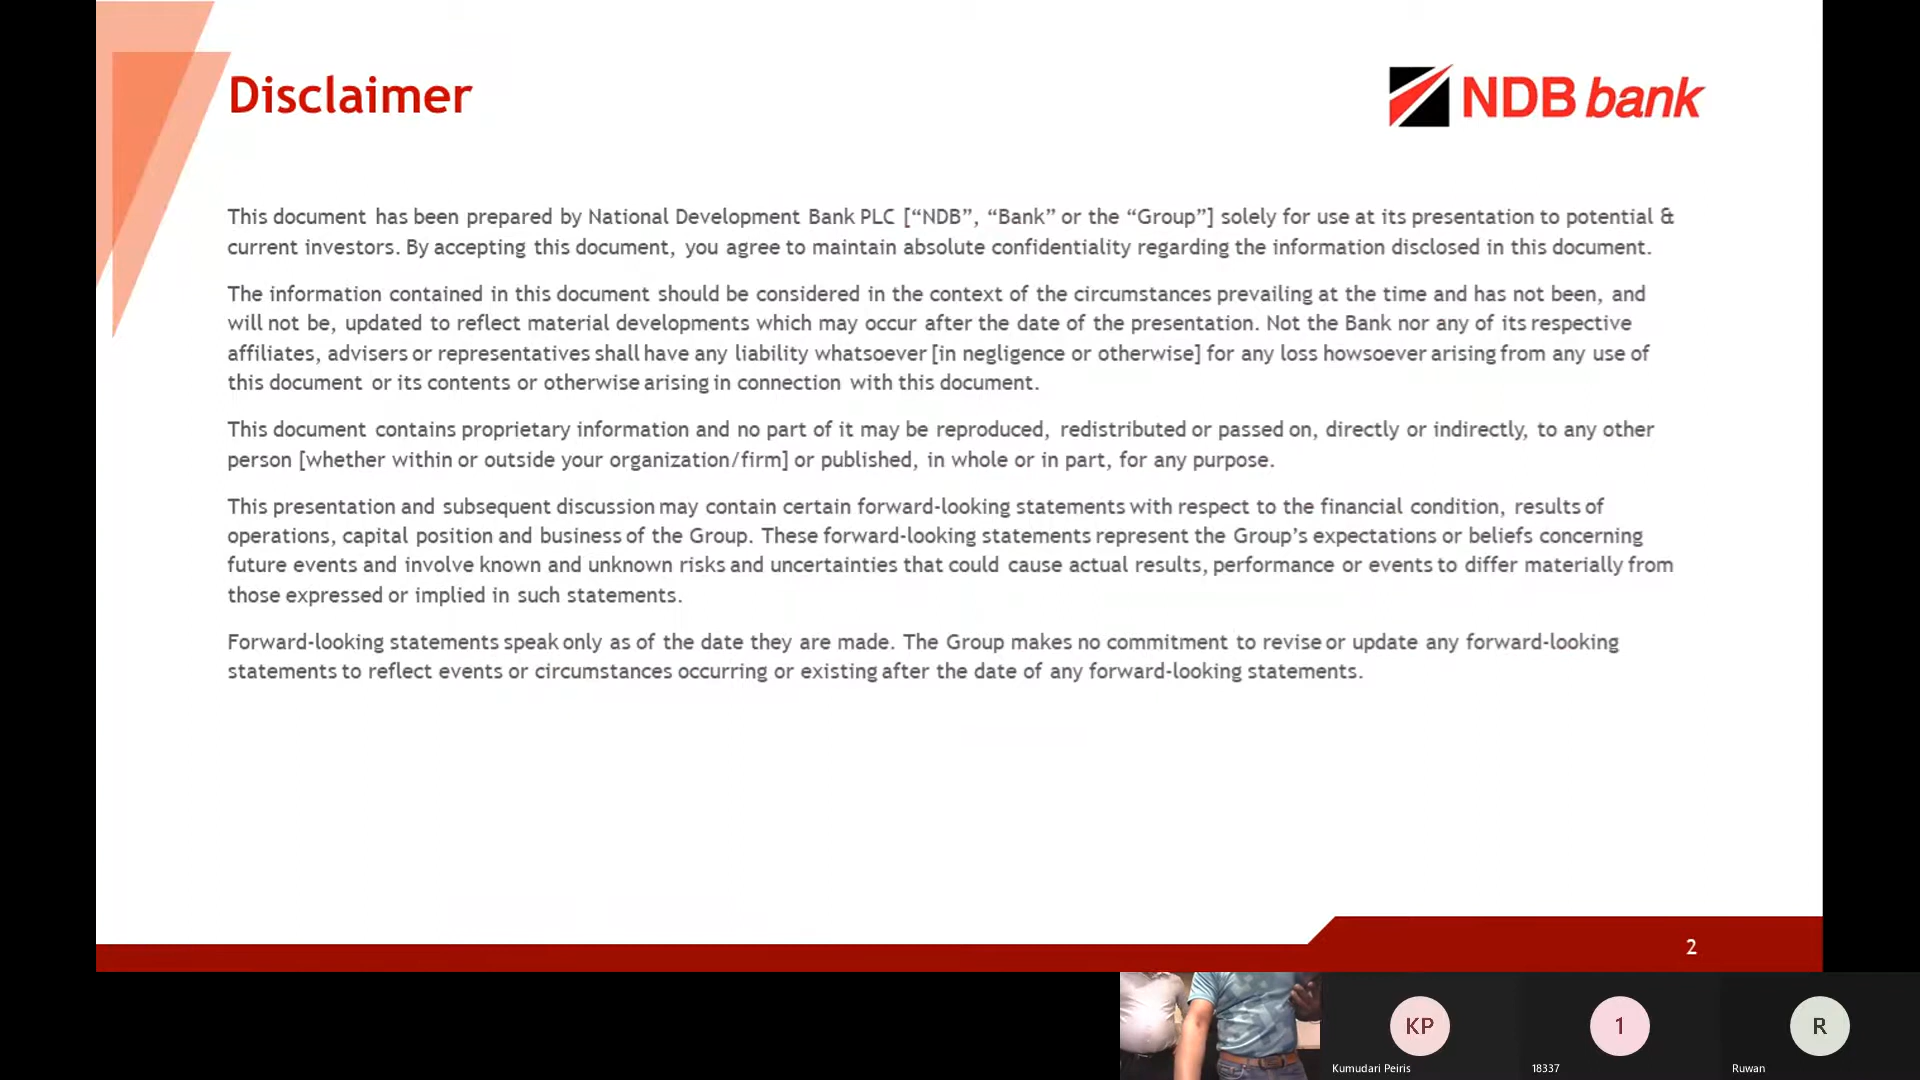 Disclaimer
NDB bank
This document has been prepared by National Development Bank PLC [“NDB”, “Bank” or the “Group”] solely for use at its presentation to potential &
current investors. By accepting this document, you agree to maintain absolute confidentiality regarding the information disclosed in this document.
The information contained in this document should be considered in the context of the circumstances prevailing at the time and has not been, and
will not be, updated to reflect material developments which may occur after the date of the presentation. Not the Bank nor any of its respective
affiliates, advisers or representatives shall have any liability whatsoever [in negligence or otherwise] for any loss howsoever arising from any use of
this document or its contents or otherwise arising in connection with this document.
This document contains proprietary information and no part of it may be reproduced, redistributed or passed on, directly or indirectly, to any other
person [whether within or outside your organization/firm] or published, in whole or in part, for any purpose.
This presentation and subsequent discussion may contain certain forward-looking statements with respect to the financial condition, results of
operations, capital position and business of the Group. These forward-looking statements represent the Group’s expectations or beliefs concerning
future events and involve known and unknown risks and uncertainties that could cause actual results, performance or events to differ materially from
those expressed or implied in such statements.
Forward-looking statements speak only as of the date they are made. The Group makes no commitment to revise or update any forward-looking
statements to reflect events or circumstances occurring or existing after the date of any forward-looking statements.
2
KP
1
R
Kumudari Peiris
18337
Ruwan